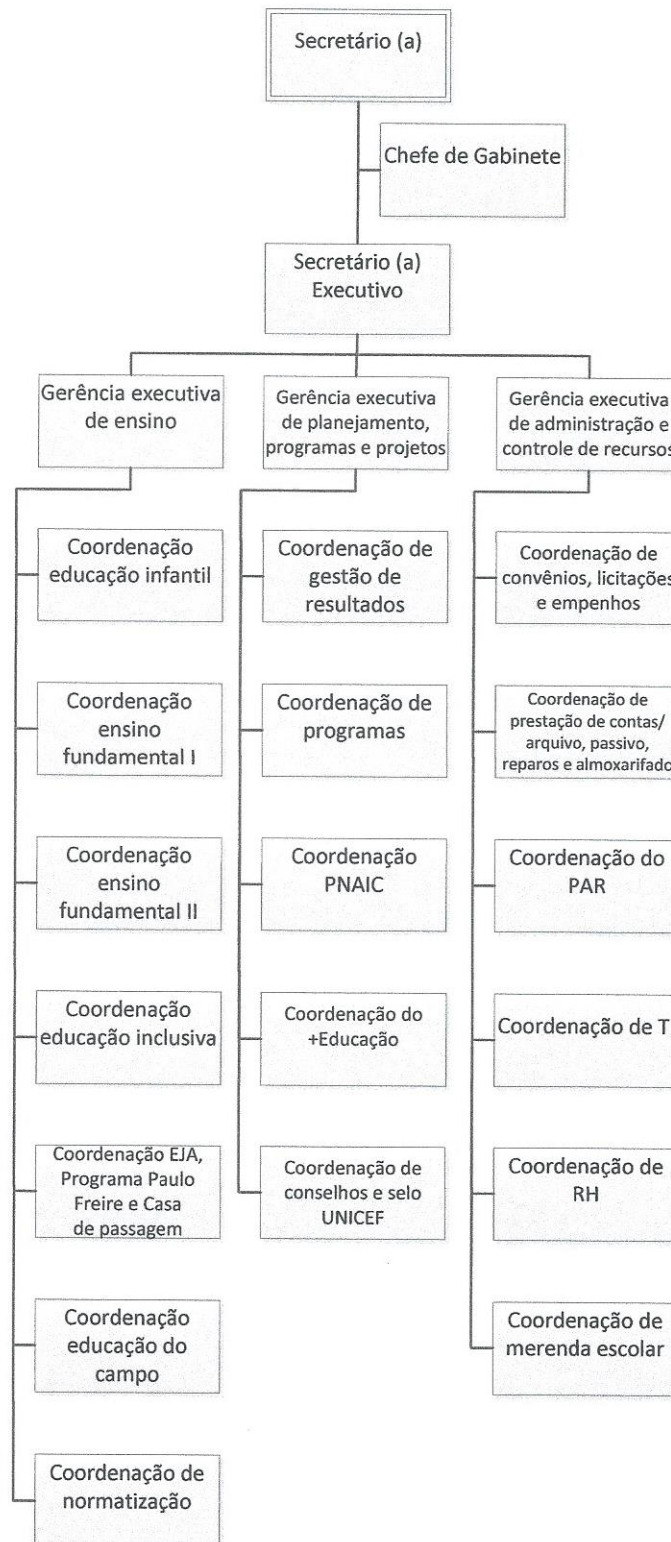 Secretário (a)
Chefe de Gabinete
Secretário (a)
Executivo
Gerência executiva
de ensino
Gerência executiva
de planejamento,
programas e projetos
Gerência executiva
de administração e
controle de recursos
Coordenação
educação infantil
Coordenação
ensino
fundamental I
Coordenação
ensino
fundamental II
Coordenação
educação inclusiva
Coordenação EJA,
Programa Paulo
Freire e Casa
de passagem
Coordenação
educação do
campo
Coordenação de
normatização
Coordenação de
gestão de
resultados
Coordenação de
programas
Coordenação
PNAIC
Coordenação do
+Educação
Coordenação de
conselhos e selo
UNICEF
Coordenação de
convênios, licitações
e empenhos
Coordenação de
prestação de contas/
arquivo, passivo,
reparos e almoxarifado
Coordenação do
PAR
Coordenação de T
Coordenação de
RH
Coordenação de
merenda escolar